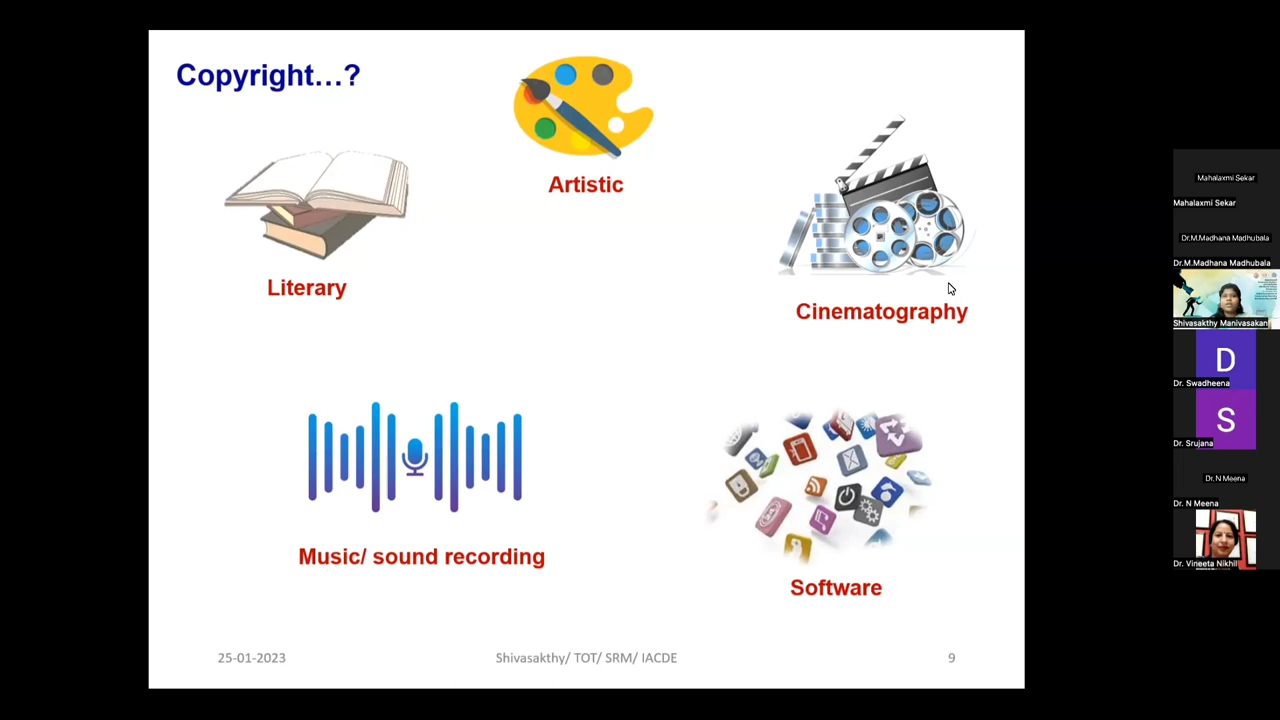 Copyright…?
Artistic
Literary
Cinematography
Music/ sound recording
Software
25-01-2023
Shivasakthy/ TOT/ SRM/ IACDE
9
Mahalaxmi Sekar
Mahalaxmi Sekar
Dr.M.Madhana Madhubala
Dr.M.Madhana Madhubala
Shivasakthy Manivasakan
D
Dr. Swadheena
S
Dr. Srujana
Dr. N Meena
Dr. N Meena
Dr. Vineeta Nikhil